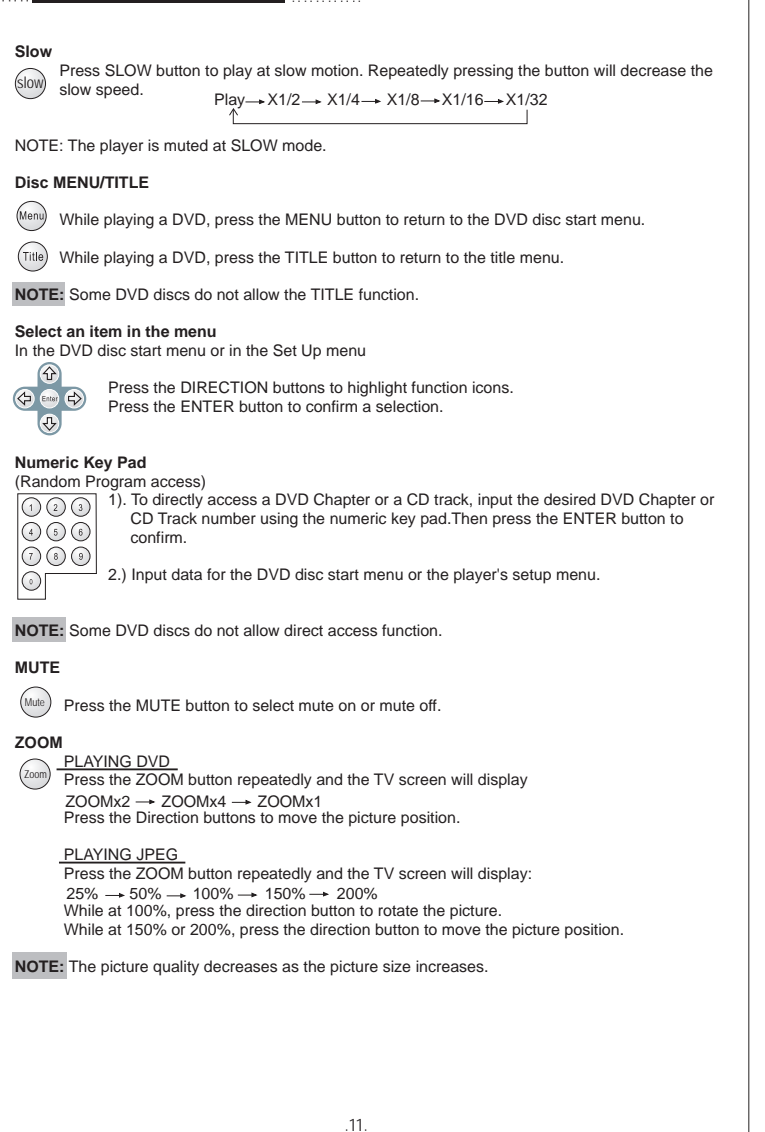 Slow
slow
Press SLOW button to play at slow motion. Repeatedly pressing the button will decrease the
slow speed.
Play→X1/2→ X1/4→ X1/8→X1/16→X1/32
NOTE: The player is muted at SLOW mode.
Disc MENU/TITLE
Menu While playing a DVD, press the MENU button to return to the DVD disc start menu.
Title While playing a DVD, press the TITLE button to return to the title menu.
NOTE: Some DVD discs do not allow the TITLE function.
Select an item in the menu
In the DVD disc start menu or in the Set Up menu
Enter
Press the DIRECTION buttons to highlight function icons.
Press the ENTER button to confirm a selection.
Numeric Key Pad
(Random Program access)
1 2 3
4 5 6
7 8 9
0
1). To directly access a DVD Chapter or a CD track, input the desired DVD Chapter or
CD Track number using the numeric key pad.Then press the ENTER button to
confirm.
2.) Input data for the DVD disc start menu or the player's setup menu.
NOTE: Some DVD discs do not allow direct access function.
MUTE
Mute Press the MUTE button to select mute on or mute off.
ZOOM
Zoom
PLAYING DVD
Press the ZOOM button repeatedly and the TV screen will display
ZOOMx2 → ZOOMx4 → ZOOMx1
Press the Direction buttons to move the picture position.
PLAYING JPEG
Press the ZOOM button repeatedly and the TV screen will display:
25% → 50% → 100% → 150% → 200%
While at 100%, press the direction button to rotate the picture.
While at 150% or 200%, press the direction button to move the picture position.
NOTE: The picture quality decreases as the picture size increases.
.11.